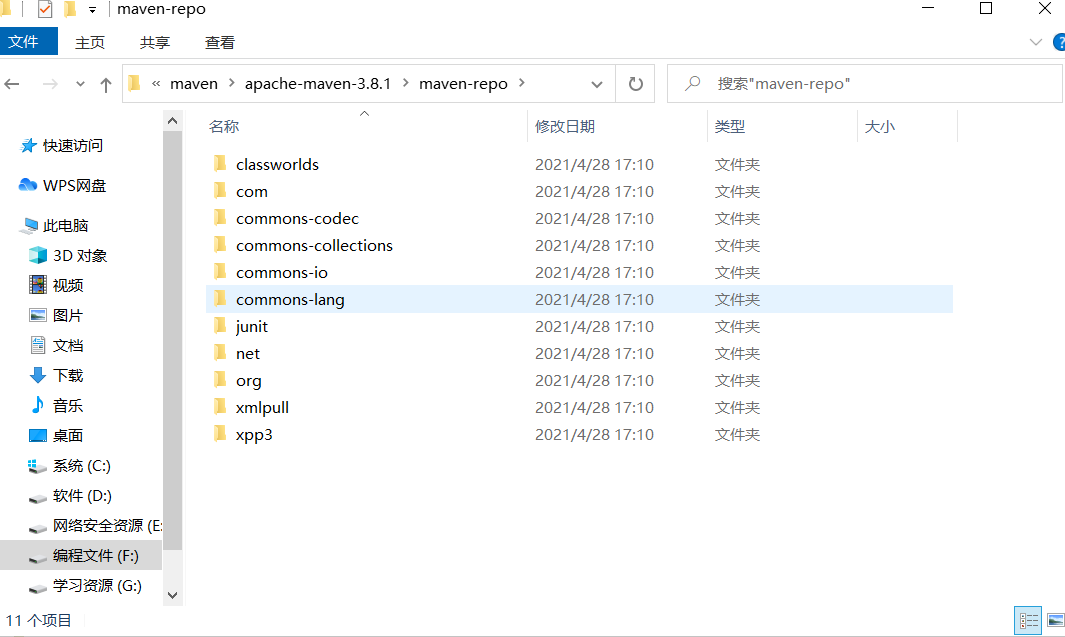 maven-repo
文件 主页 共享 查看
« maven › apache-maven-3.8.1 › maven-repo › 搜索"maven-repo"
名称 修改日期 类型 大小
快速访问
WPS网盘
此电脑
3D 对象
视频
图片
文档
下载
音乐
桌面
系统 (C:)
软件 (D:)
网络安全资源 (E:
编程文件 (F:)
学习资源 (G:)
classworlds 2021/4/28 17:10 文件夹
com 2021/4/28 17:10 文件夹
commons-codec 2021/4/28 17:10 文件夹
commons-collections 2021/4/28 17:10 文件夹
commons-io 2021/4/28 17:10 文件夹
commons-lang 2021/4/28 17:10 文件夹
junit 2021/4/28 17:10 文件夹
net 2021/4/28 17:10 文件夹
org 2021/4/28 17:10 文件夹
xmlpull 2021/4/28 17:10 文件夹
xpp3 2021/4/28 17:10 文件夹
11 个项目